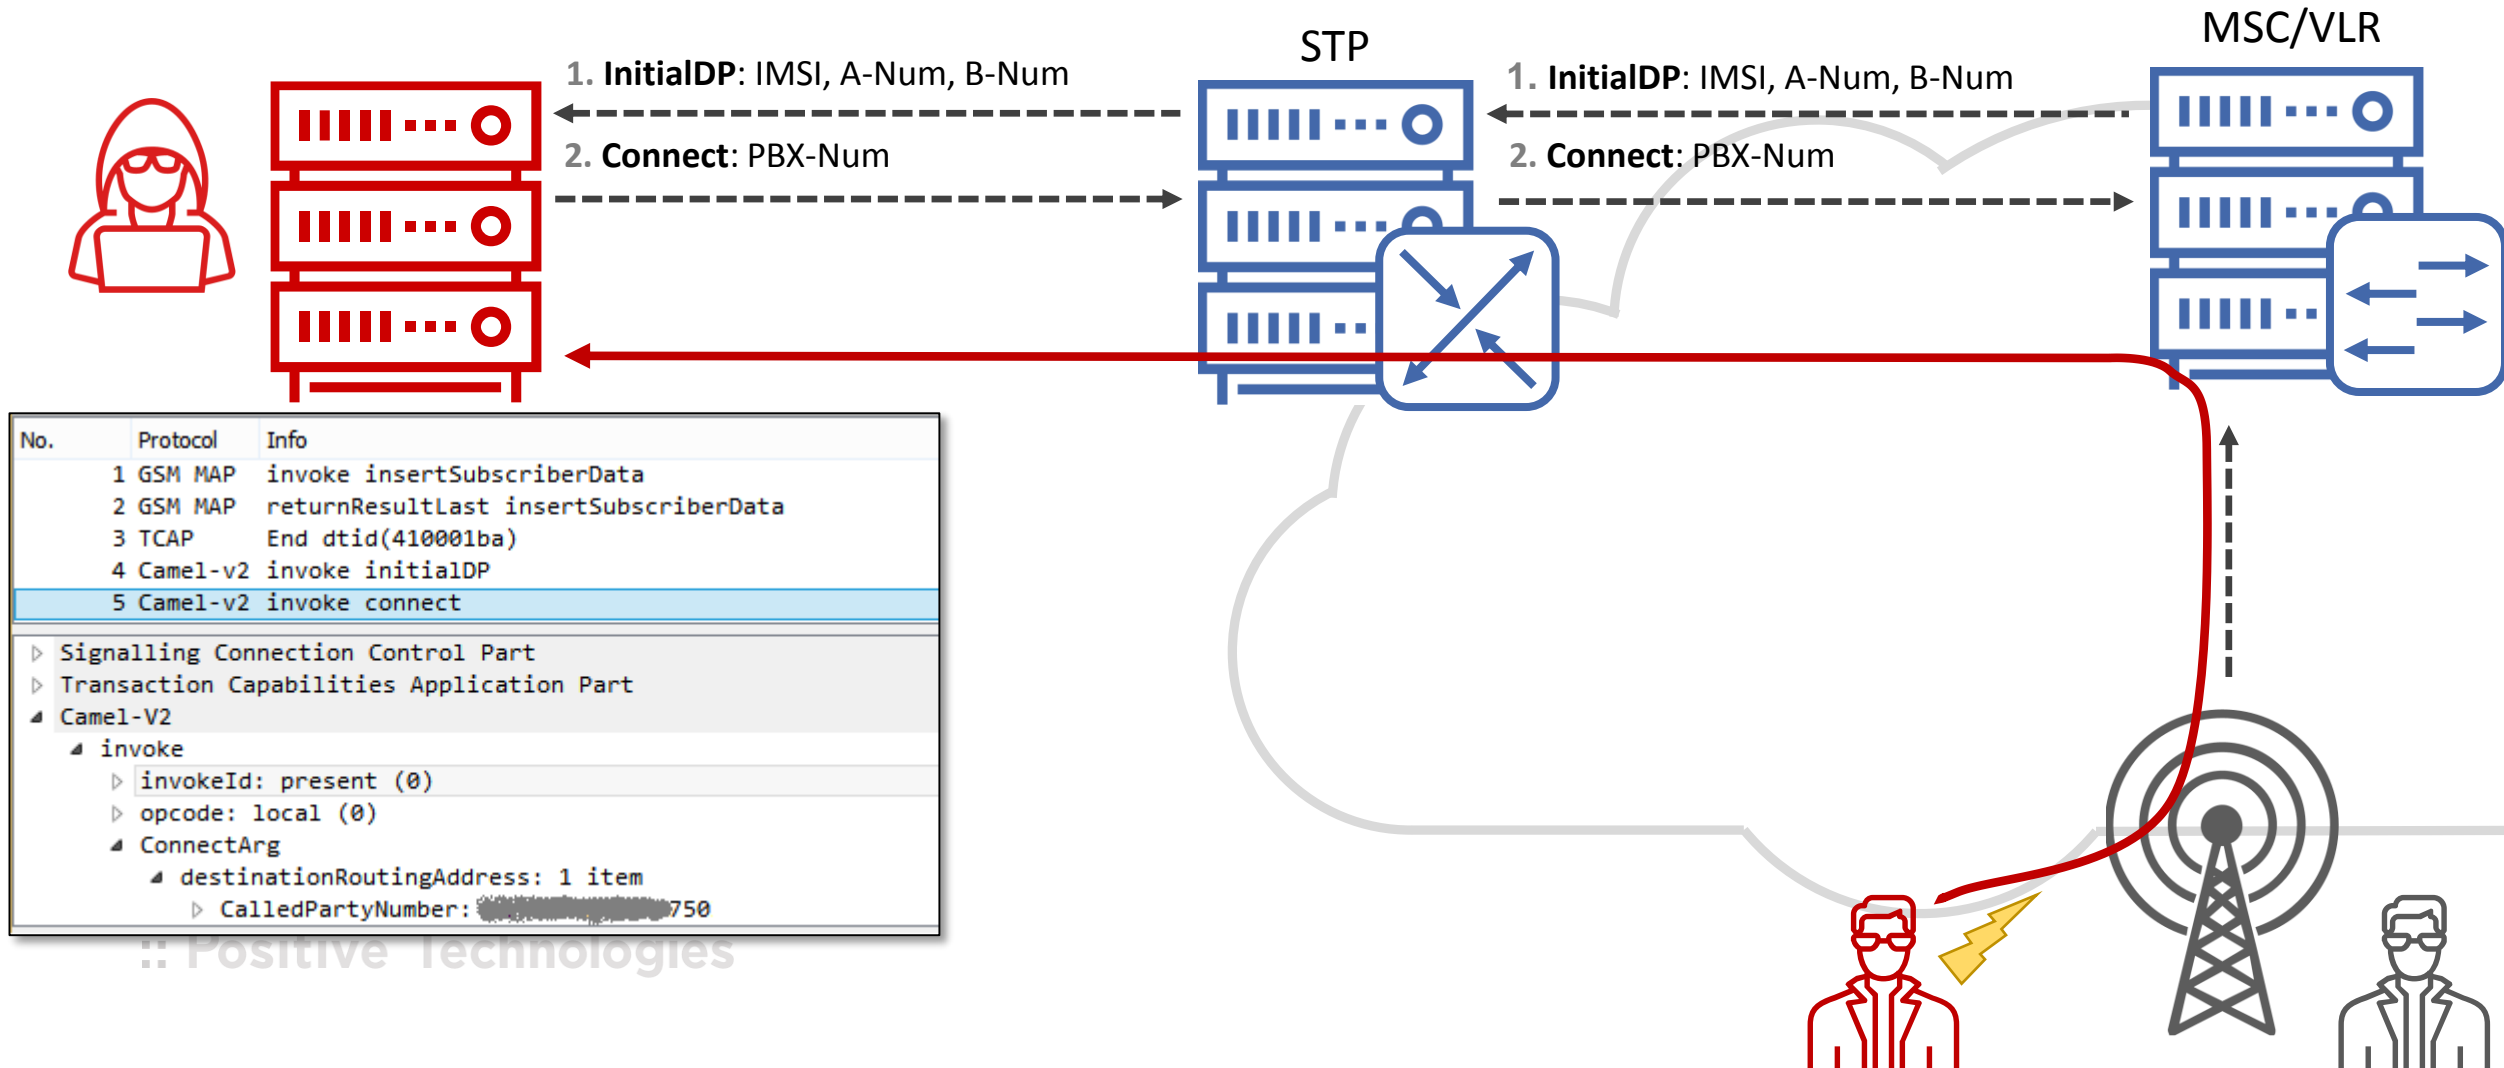 STP
MSC/VLR
1. InitialDP: IMSI, A-Num, B-Num
1. InitialDP: IMSI, A-Num, B-Num
2. Connect: PBX-Num
2. Connect: PBX-Num
No. Protocol Info
1 GSM MAP invoke insertSubscriberData
2 GSM MAP returnResultLast insertSubscriberData
3 TCAP End dtid(410001ba)
4 Camel-v2 invoke initialDP
5 Camel-v2 invoke connect
Signalling Connection Control Part
Transaction Capabilities Application Part
Camel-V2
invoke
invokeId: present (0)
opcode: local (0)
ConnectArg
destinationRoutingAddress: 1 item
CalledPartyNumber: 750
:: Positive Technologies